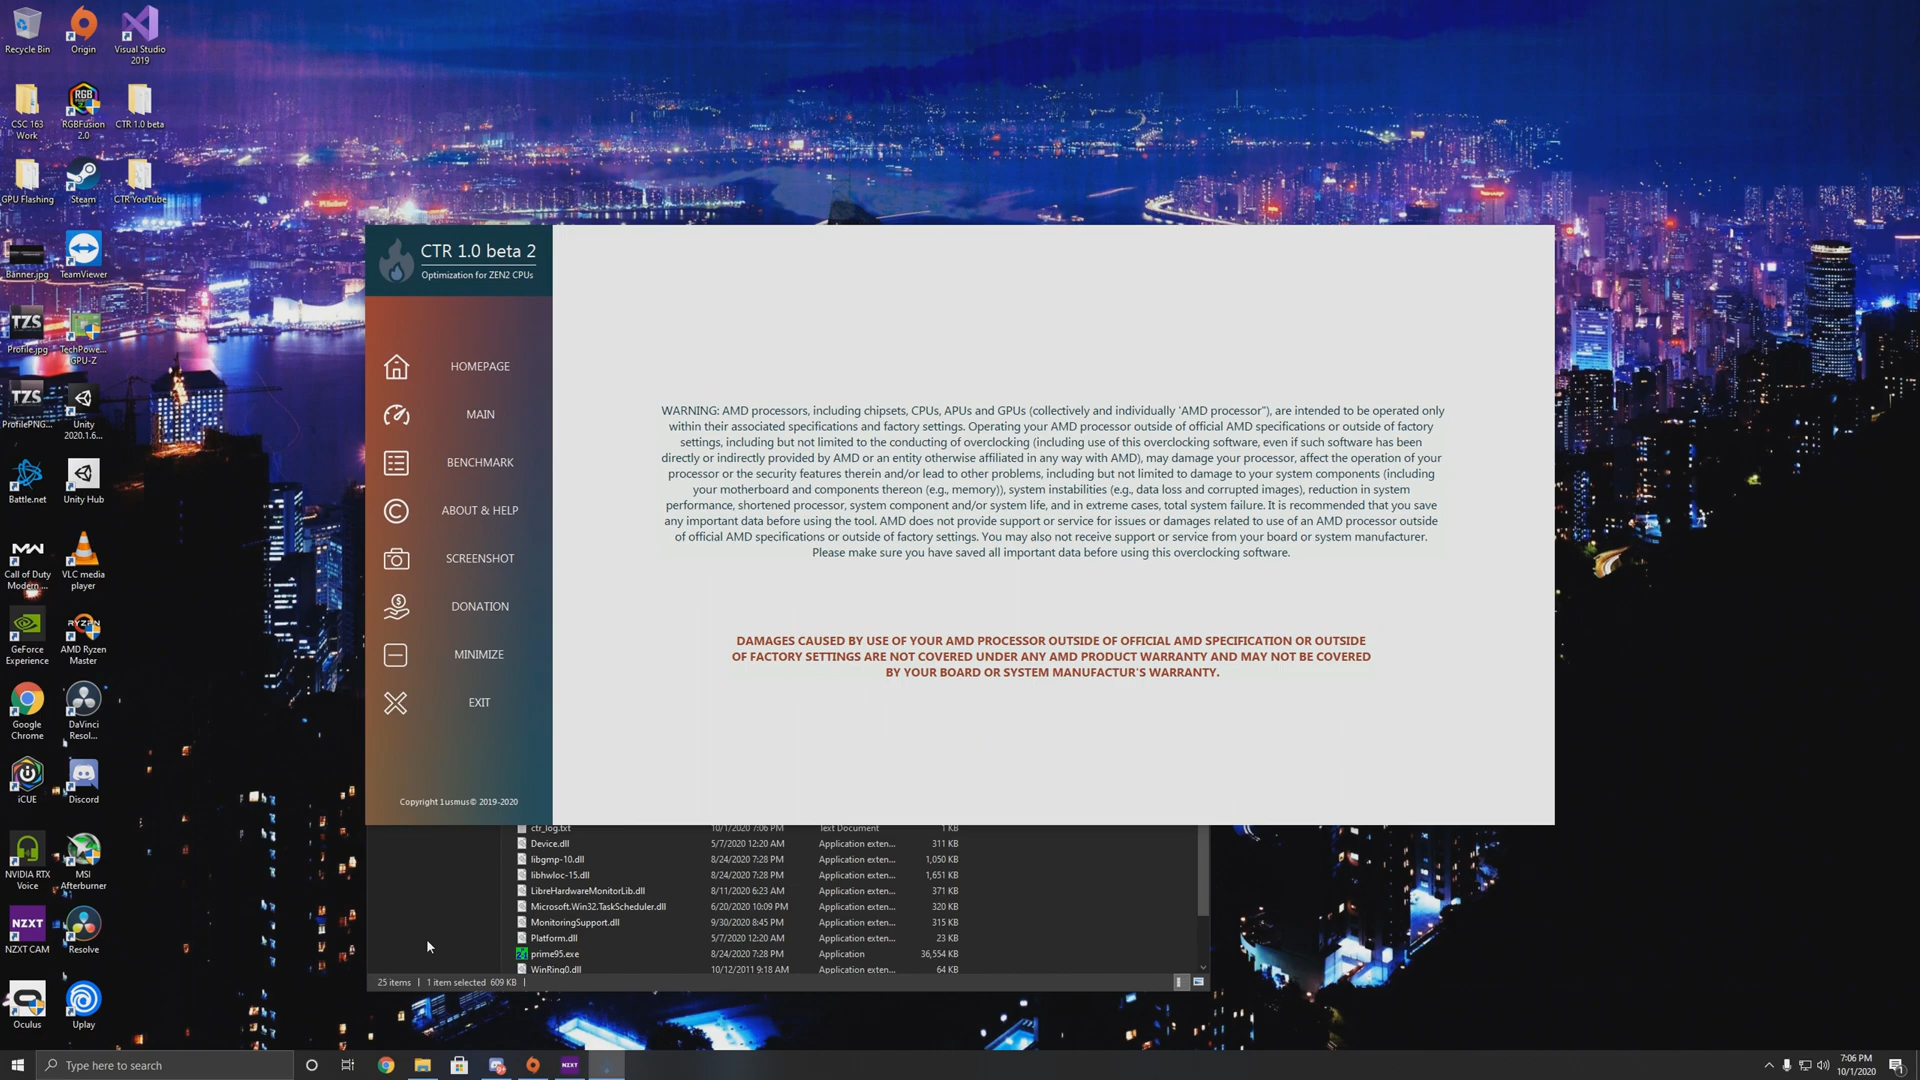 Recycle Bin
Origin
Visual Studio
2019
CSC 163
Work
RGB
RGBFusion
2.0
CTR 1.0 beta
GPU Flashing
Steam
CTR YouTube
Banner.jpg
TeamViewer
TZS
Profile.jpg
TechPowe...
GPU-Z
TZS
ProfilePNG...
Unity
2020.1.6...
Battle.net
Unity Hub
MW
Call of Duty
Modern ...
VLC media
player
GeForce
Experience
RYZEN
AMD Ryzen
Master
Google
Chrome
DaVinci
Resol...
iCUE
Discord
NVIDIA RTX
Voice
MSI
Afterburner
NZXT
NZXT CAM
Resolve
Oculus
Uplay
CTR 1.0 beta 2
Optimization for ZEN2 CPUs
HOMEPAGE
MAIN
BENCHMARK
ABOUT & HELP
SCREENSHOT
DONATION
MINIMIZE
EXIT
Copyright 1usmus© 2019-2020
WARNING: AMD processors, including chipsets, CPUs, APUs and GPUs (collectively and individually 'AMD processor"), are intended to be operated only
within their associated specifications and factory settings. Operating your AMD processor outside of official AMD specifications or outside of factory
settings, including but not limited to the conducting of overclocking (including use of this overclocking software, even if such software has been
directly or indirectly provided by AMD or an entity otherwise affiliated in any way with AMD), may damage your processor, affect the operation of your
processor or the security features therein and/or lead to other problems, including but not limited to damage to your system components (including
your motherboard and components thereon (e.g., memory)), system instabilities (e.g., data loss and corrupted images), reduction in system
performance, shortened processor, system component and/or system life, and in extreme cases, total system failure. It is recommended that you save
any important data before using the tool. AMD does not provide support or service for issues or damages related to use of an AMD processor outside
of official AMD specifications or outside of factory settings. You may also not receive support or service from your board or system manufacturer.
Please make sure you have saved all important data before using this overclocking software.
DAMAGES CAUSED BY USE OF YOUR AMD PROCESSOR OUTSIDE OF OFFICIAL AMD SPECIFICATION OR OUTSIDE
OF FACTORY SETTINGS ARE NOT COVERED UNDER ANY AMD PRODUCT WARRANTY AND MAY NOT BE COVERED
BY YOUR BOARD OR SYSTEM MANUFACTUR'S WARRANTY.
ctr_log.txt 10/1/2020 7:06 PM Text Document 1 KB
Device.dll 5/7/2020 12:20 AM Application exten... 311 KB
libgmp-10.dll 8/24/2020 7:28 PM Application exten... 1,050 KB
libhwloc-15.dll 8/24/2020 7:28 PM Application exten... 1,651 KB
LibreHardwareMonitorLib.dll 8/11/2020 6:23 AM Application exten... 371 KB
Microsoft.Win32.TaskScheduler.dll 6/20/2020 10:09 PM Application exten... 320 KB
MonitoringSupport.dll 9/30/2020 8:45 PM Application exten... 315 KB
Platform.dll 5/7/2020 12:20 AM Application exten... 23 KB
prime95.exe 8/24/2020 7:28 PM Application 36,554 KB
WinRing0.dll 10/12/2011 9:18 AM Application exten... 64 KB
25 items 1 item selected 609 KB
Type here to search
NZXT
7:06 PM
10/1/2020